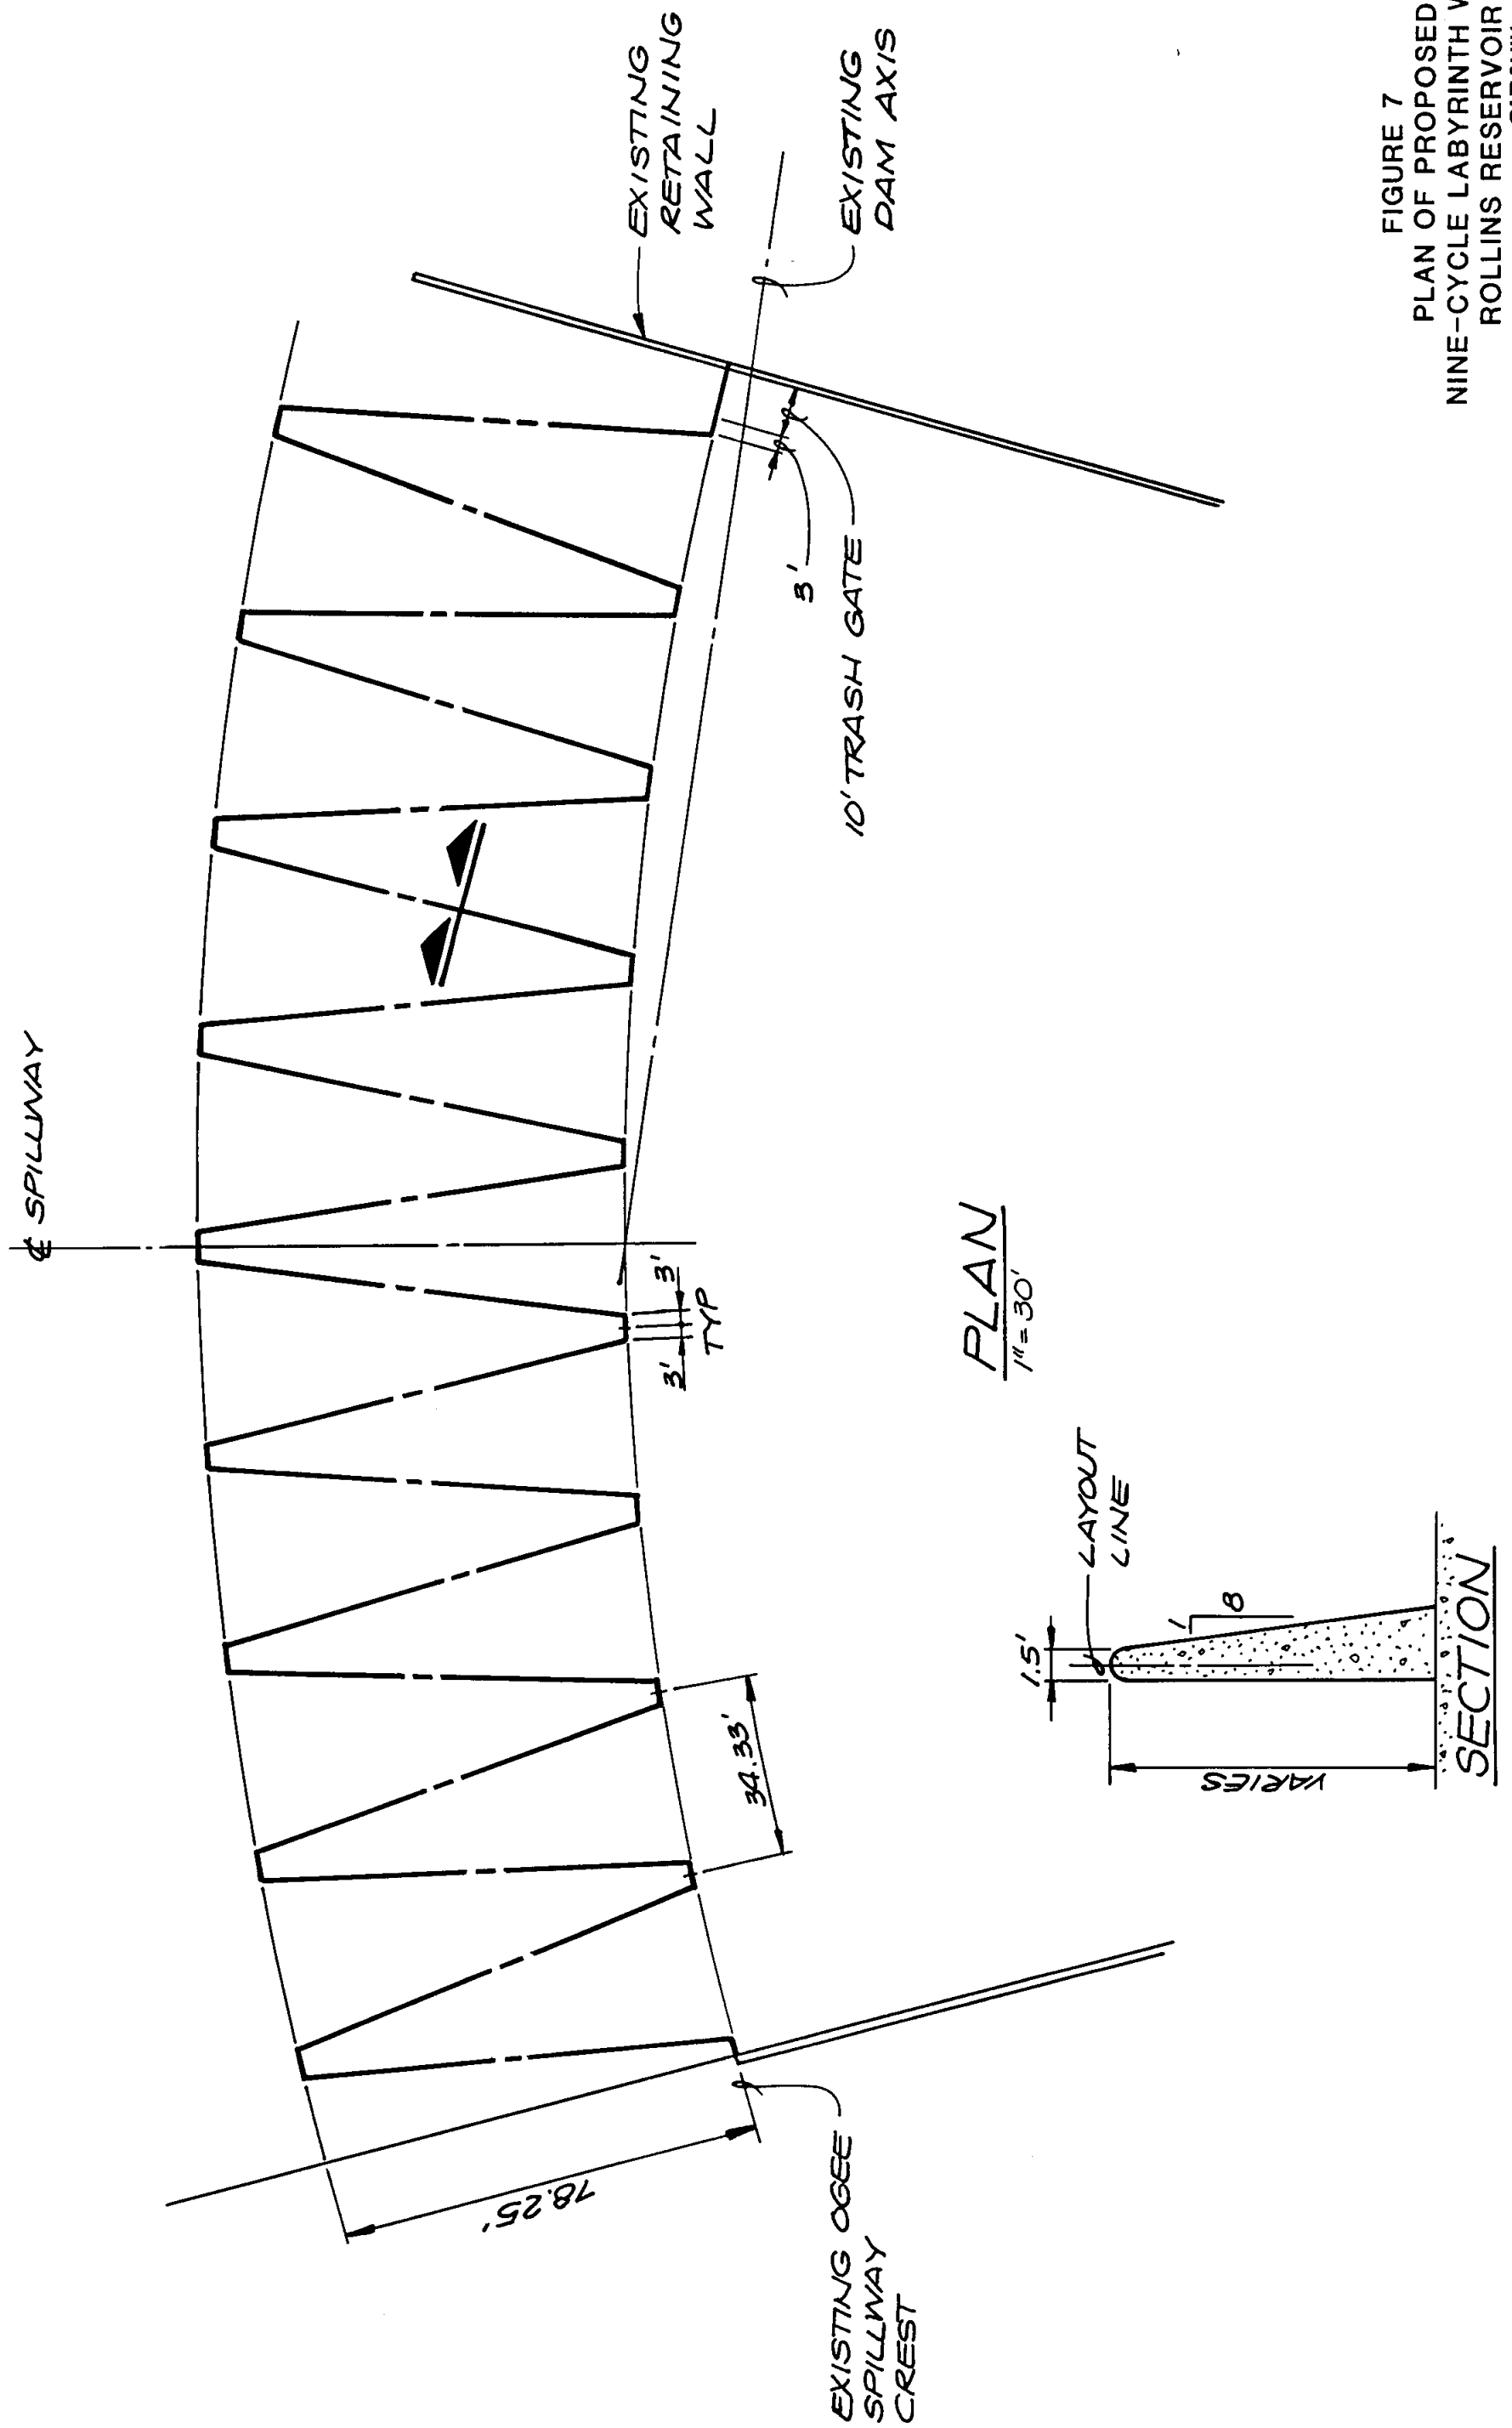 ₵ SPILLWAY
EXISTING
RETAINING
WALL
EXISTING
DAM AXIS
3'
10' TRASH GATE
3'
3'
TYP
34.33'
78.25'
EXISTING OGEE
SPILLWAY
CREST
PLAN
1"=30'
LAYOUT
LINE
1.5'
1
8
VARIES
SECTION
FIGURE 7
PLAN OF PROPOSED
NINE-CYCLE LABYRINTH
ROLLINS RESERVOIR